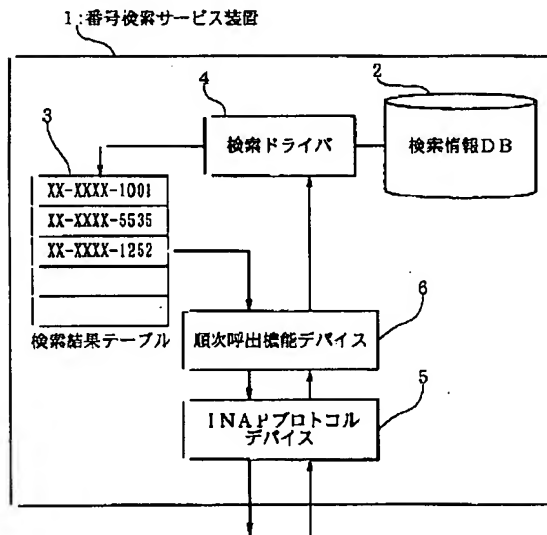 1:番号検索サービス装置
4
2
検索ドライバ
検索情報DB
3
XX-XXXX-1001
XX-XXXX-5535
XX-XXXX-1252
検索結果テーブル
6
順次呼出機能デバイス
5
INAPプロトコル
デバイス